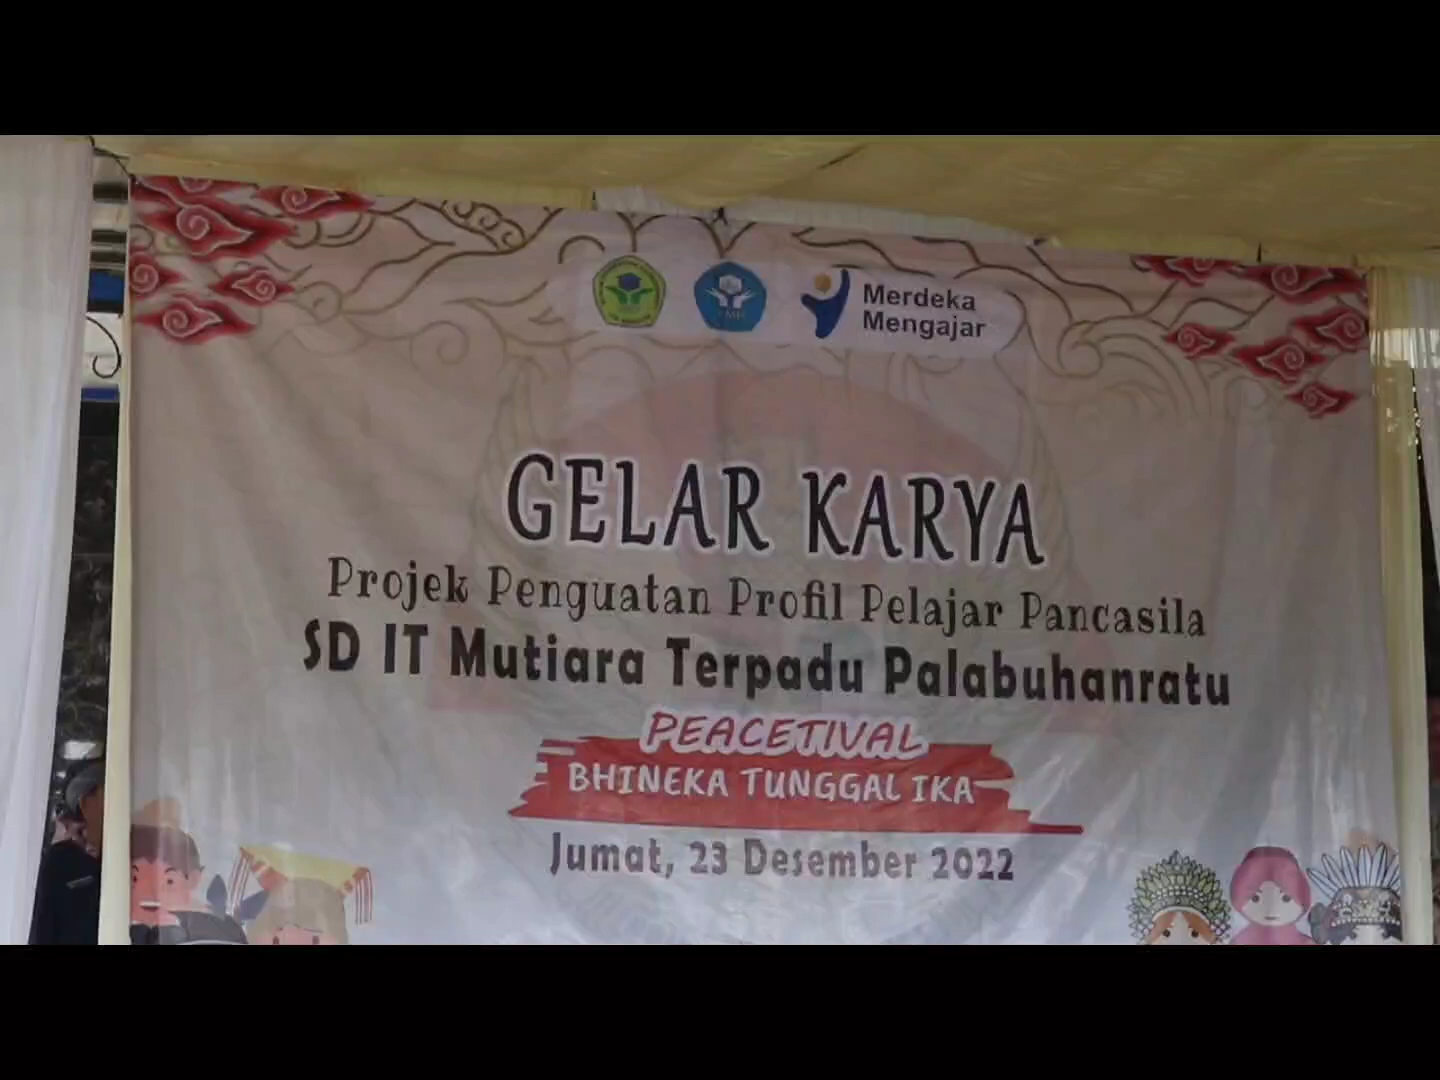 Merdeka
Mengajar
GELAR KARYA
Projek Penguatan Profil Pelajar Pancasila
SD IT Mutiara Terpadu Palabuhanratu
PEACETIVAL
BHINEKA TUNGGAL IKA
Jumat, 23 Desember 2022